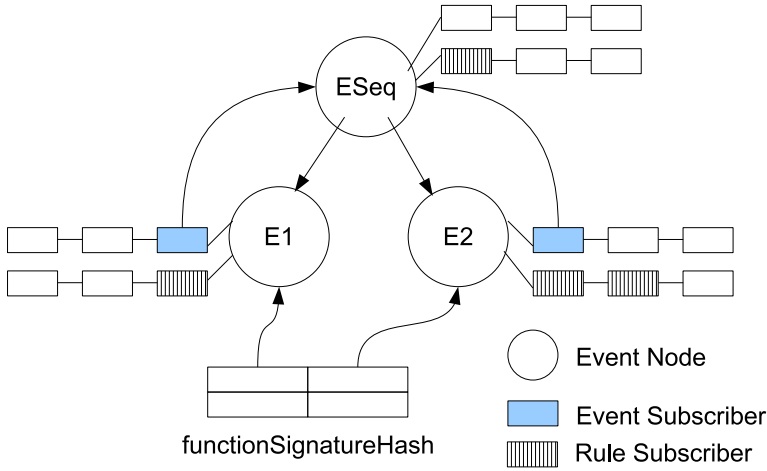 ESeq
E1
E2
Event Node
Event Subscriber
functionSignatureHash
Rule Subscriber